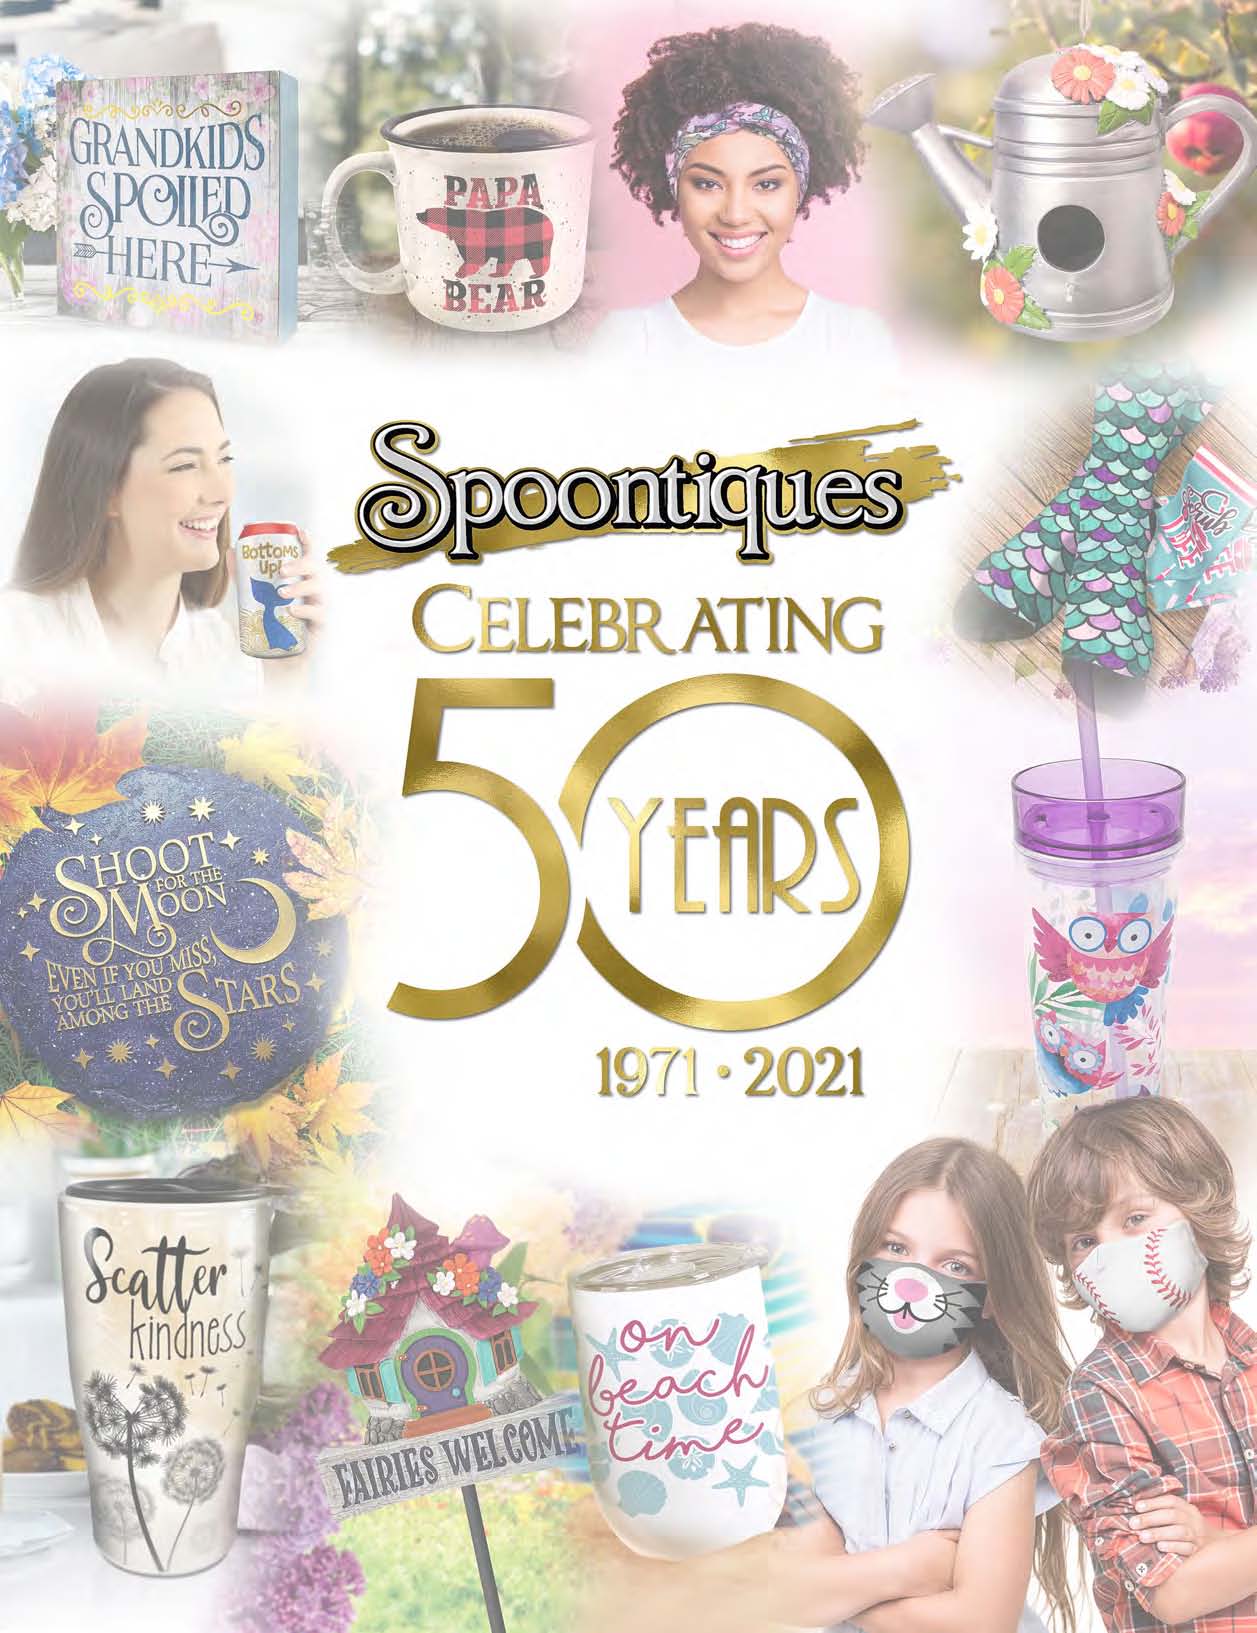 GRANDKIDS
SPOILED
HERE
PAPA
BEAR
Spoontiques
CELEBRATING
50
YEARS
1971 • 2021
Bottoms
Up!
SHOOT
FOR THE
MOON
EVEN IF YOU MISS,
YOU'LL LAND
AMONG THE
STARS
Scatter
kindness
FAIRIES WELCOME
on
beach
time